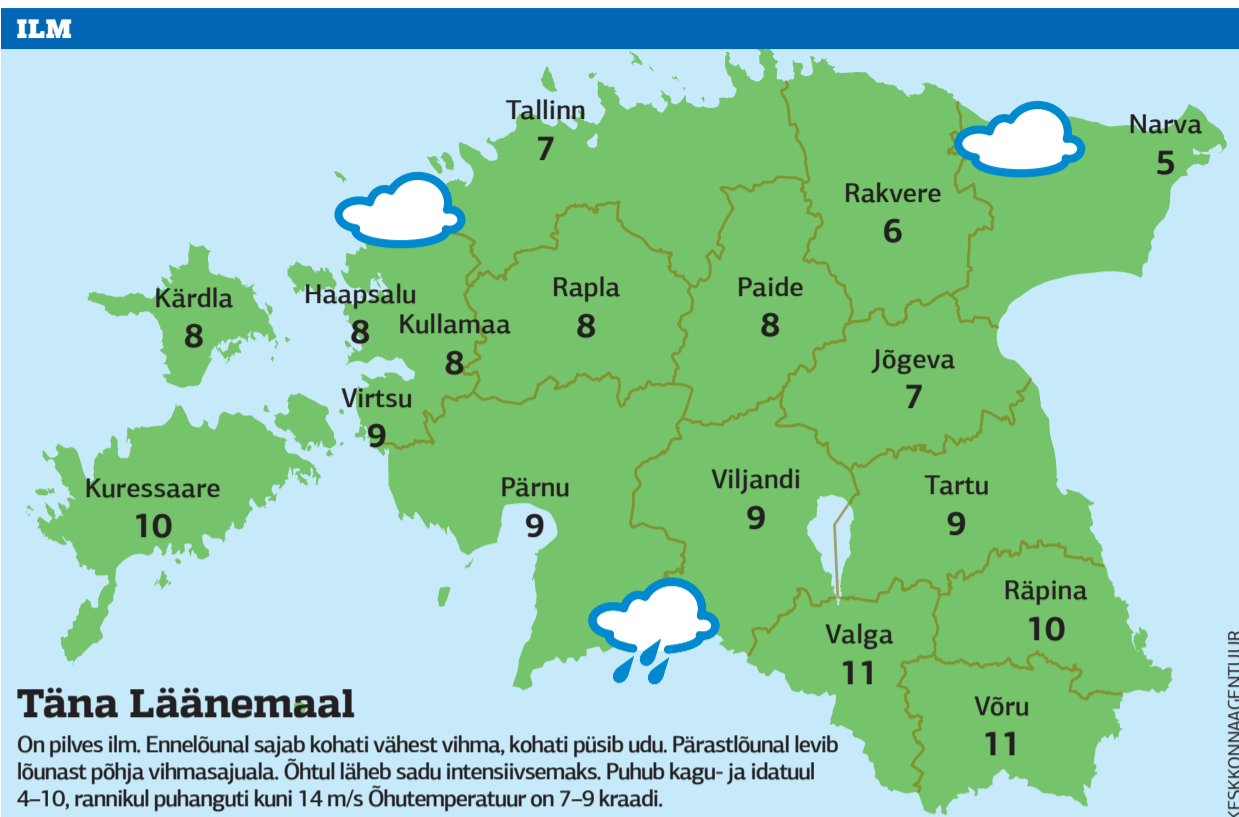 ILM
Tallinn
7
Narva
5
Rakvere
6
Kärdla
8
Haapsalu
8
Kullamaa
8
Rapla
8
Paide
8
Jõgeva
7
Virtsu
9
Kuressaare
10
Pärnu
9
Viljandi
9
Tartu
9
Räpina
10
Valga
11
Võru
11
Täna Läänemaal
On pilves ilm. Ennelõunal sajab kohati vähest vihma, kohati püsib udu. Pärastlõunal levib
lõunast põhja vihmasajuala. Õhtul läheb sadu intensiivsemaks. Puhub kagu- ja idatuul
4–10, rannikul puhanguti kuni 14 m/s Õhutemperatuur on 7–9 kraadi.
KESKKONNAAGENTUUR